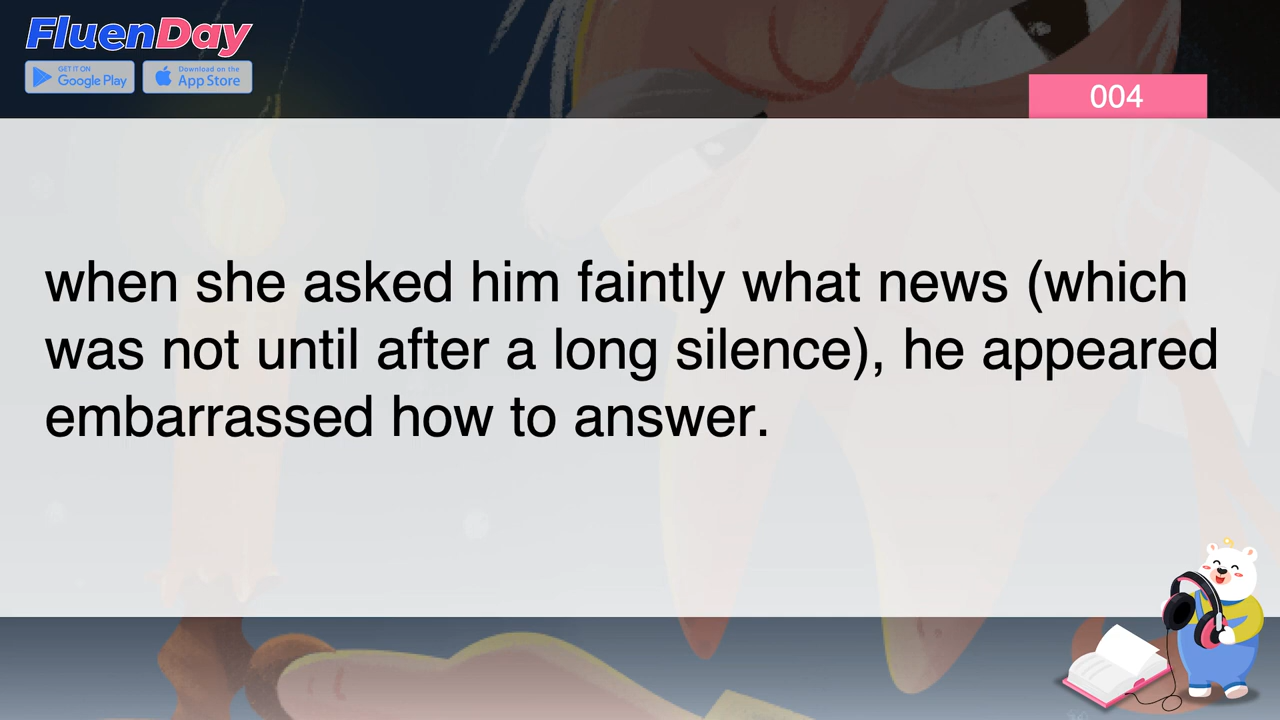 FluenDay
GET IT ON
Google Play
Download on the
App Store
004
when she asked him faintly what news (which
was not until after a long silence), he appeared
embarrassed how to answer.